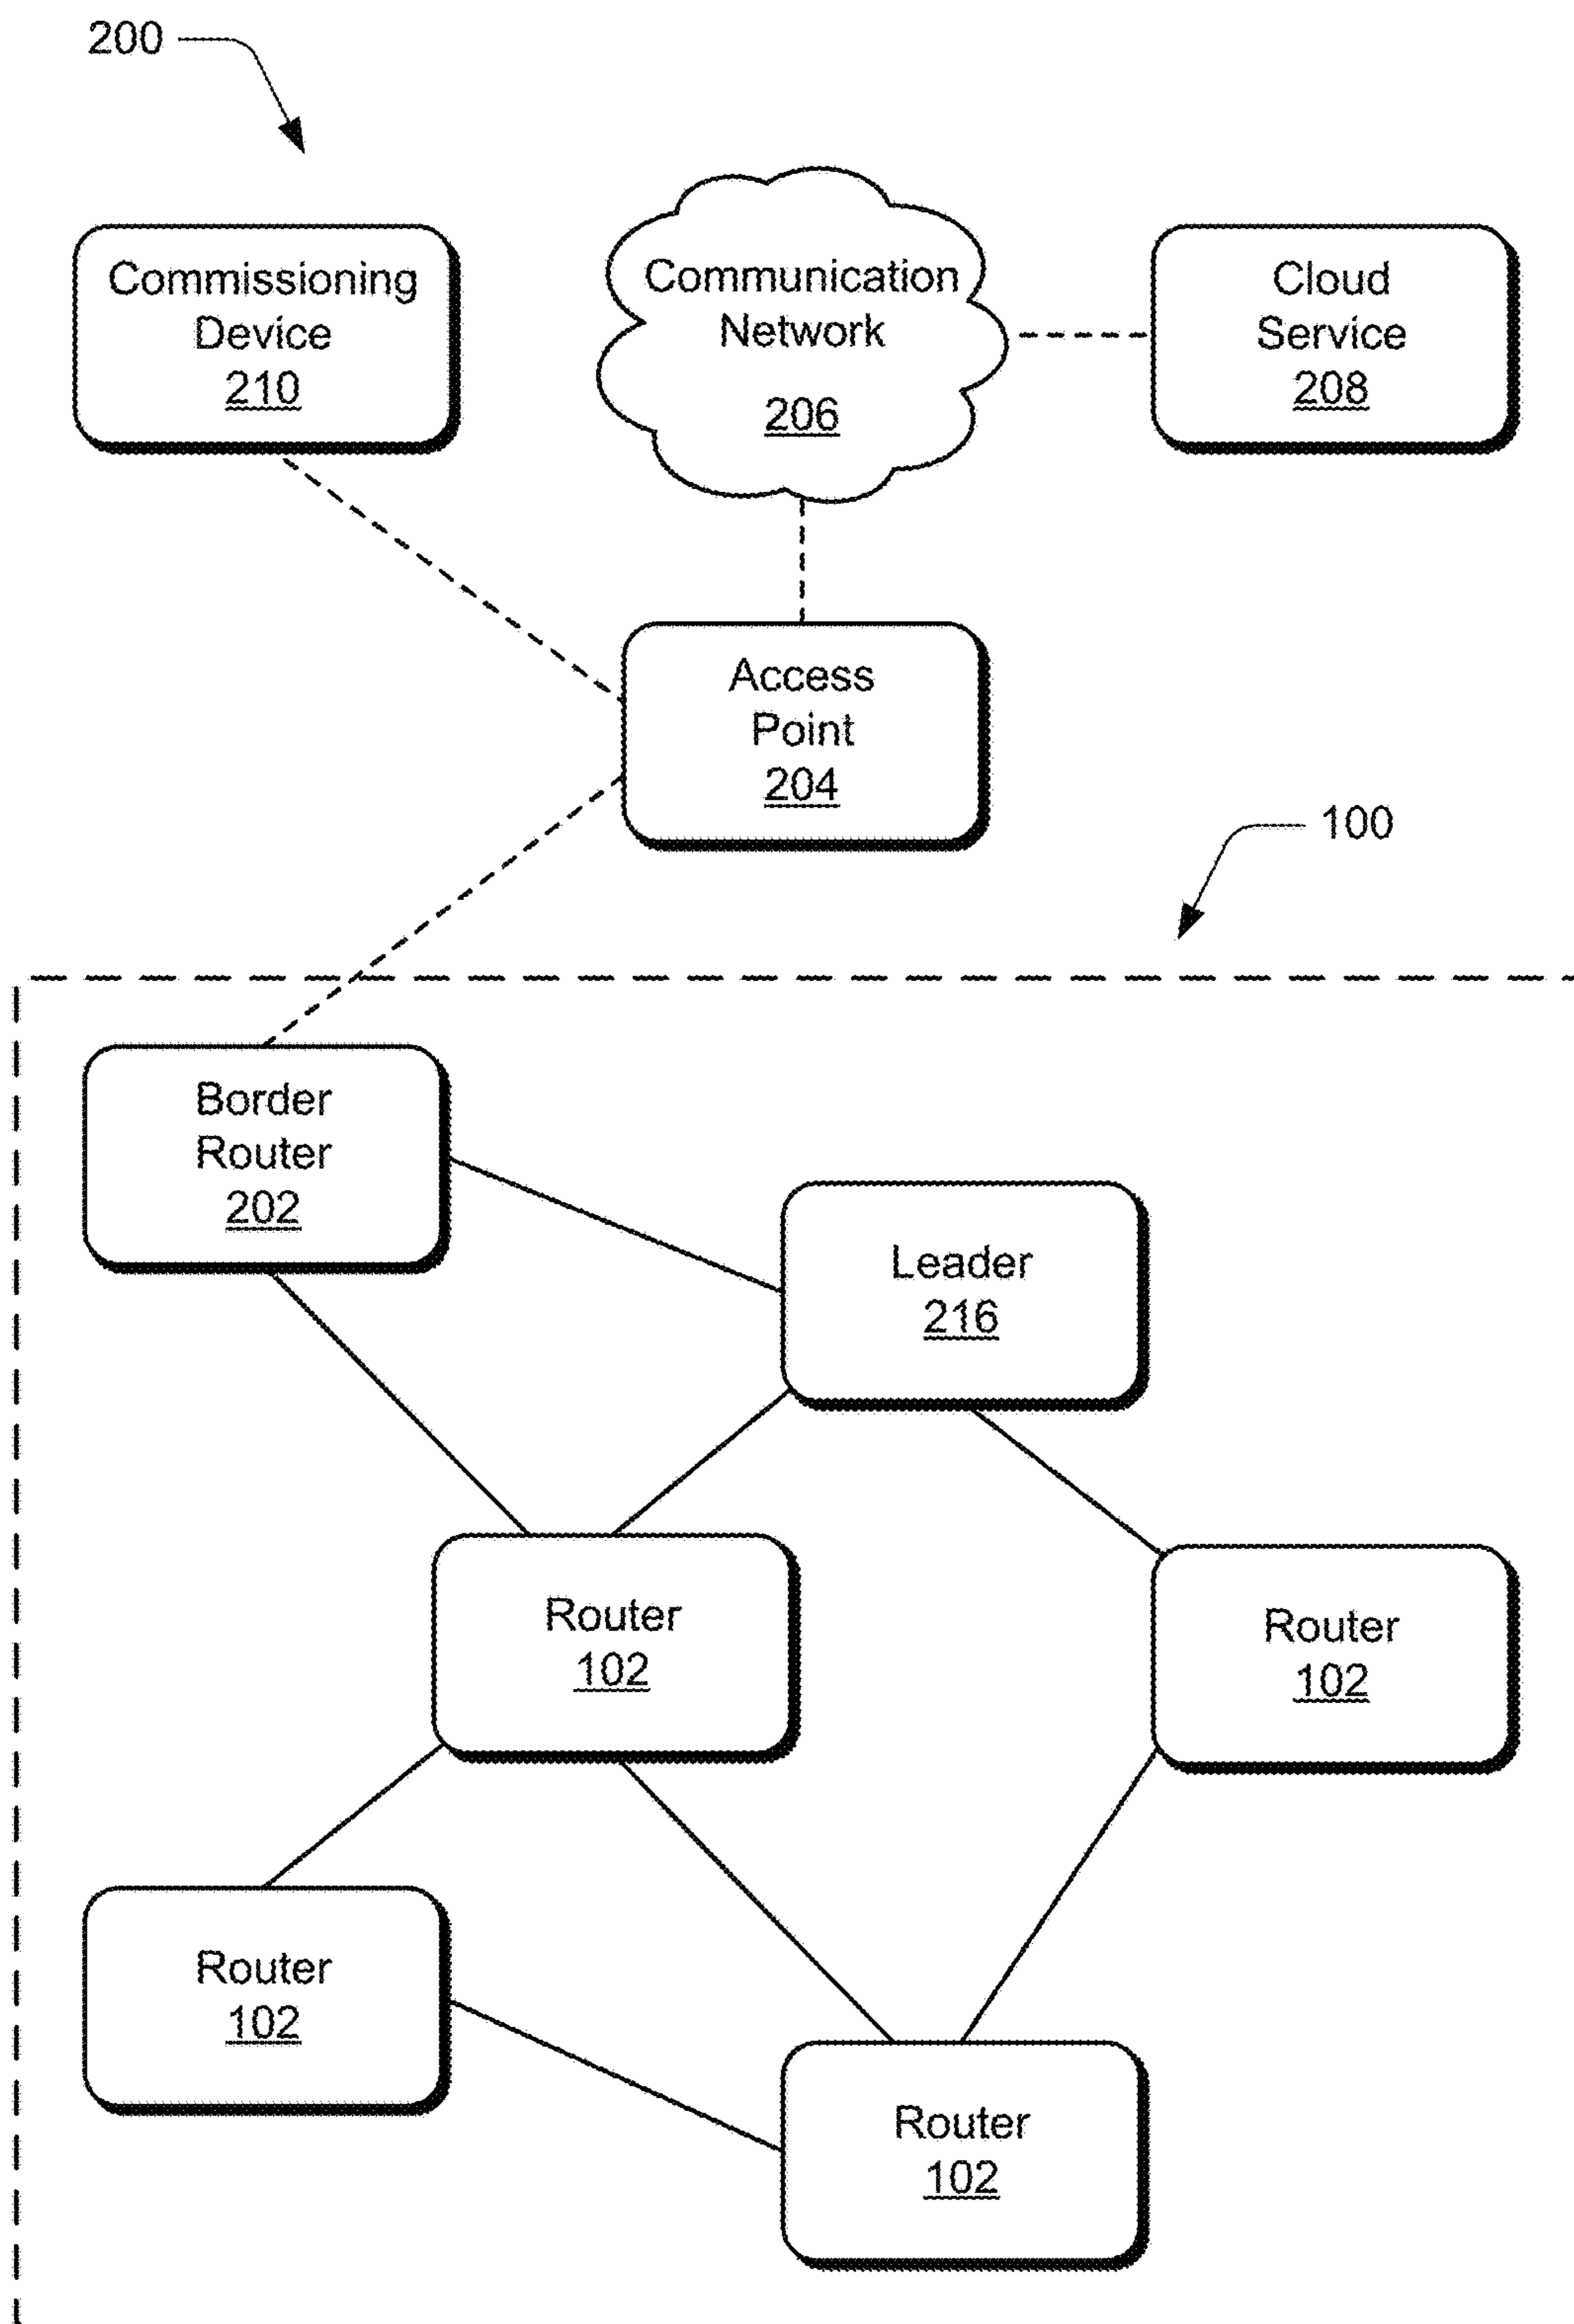 200
Commissioning
Device
210
Communication
Network
206
Cloud
Service
208
Access
Point
204
100
Border
Router
202
Leader
216
Router
102
Router
102
Router
102
Router
102